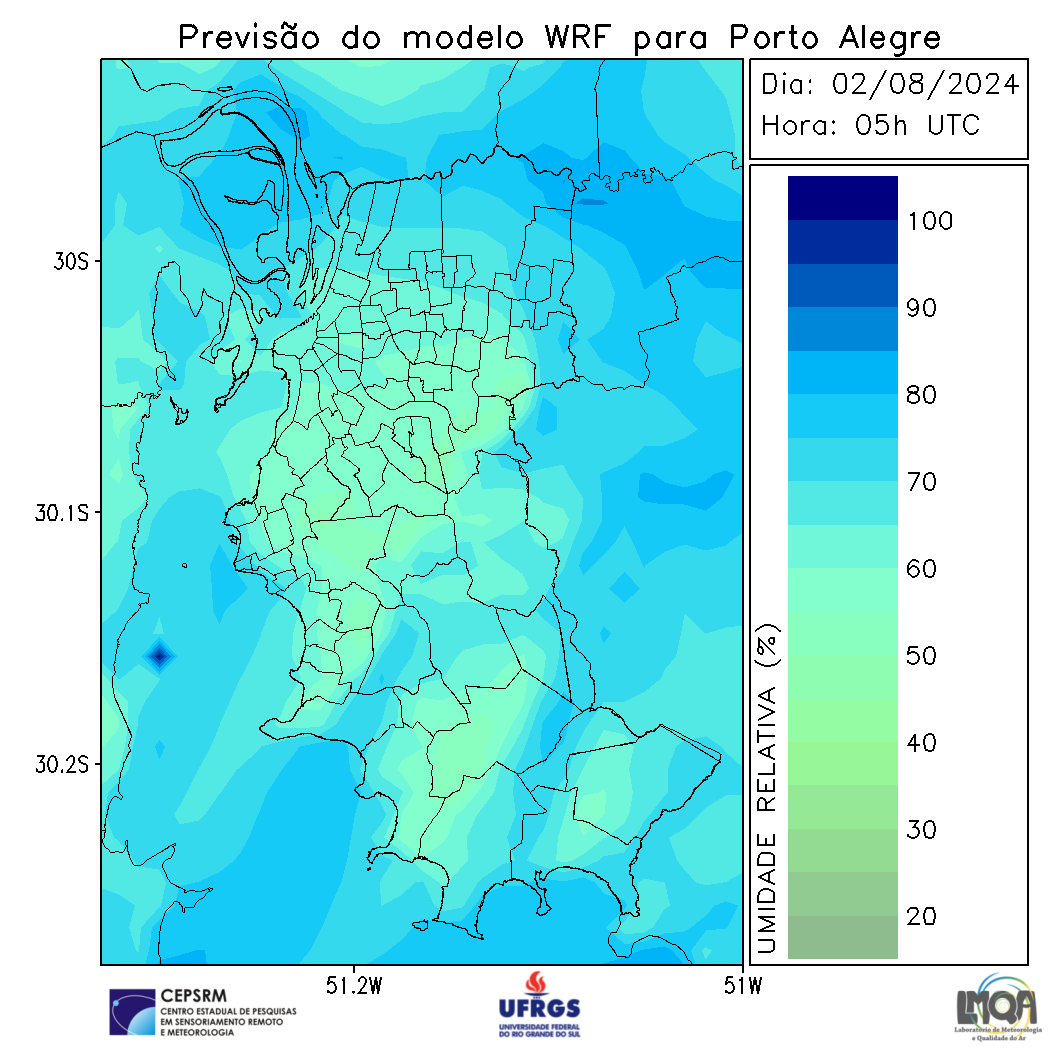 Previsão do modelo WRF para Porto Alegre
Dia: 02/08/2024
Hora: 05h UTC
30S
30.1S
30.2S
51.2W
51W
100
90
80
70
60
50
40
30
20
UMIDADE RELATIVA (%)
CEPSRM
CENTRO ESTADUAL DE PESQUISAS
EM SENSORIAMENTO REMOTO
E METEOROLOGIA
UFRGS
UNIVERSIDADE FEDERAL
DO RIO GRANDE DO SUL
LMQA
Laboratório de Meteorologia
e Qualidade do Ar